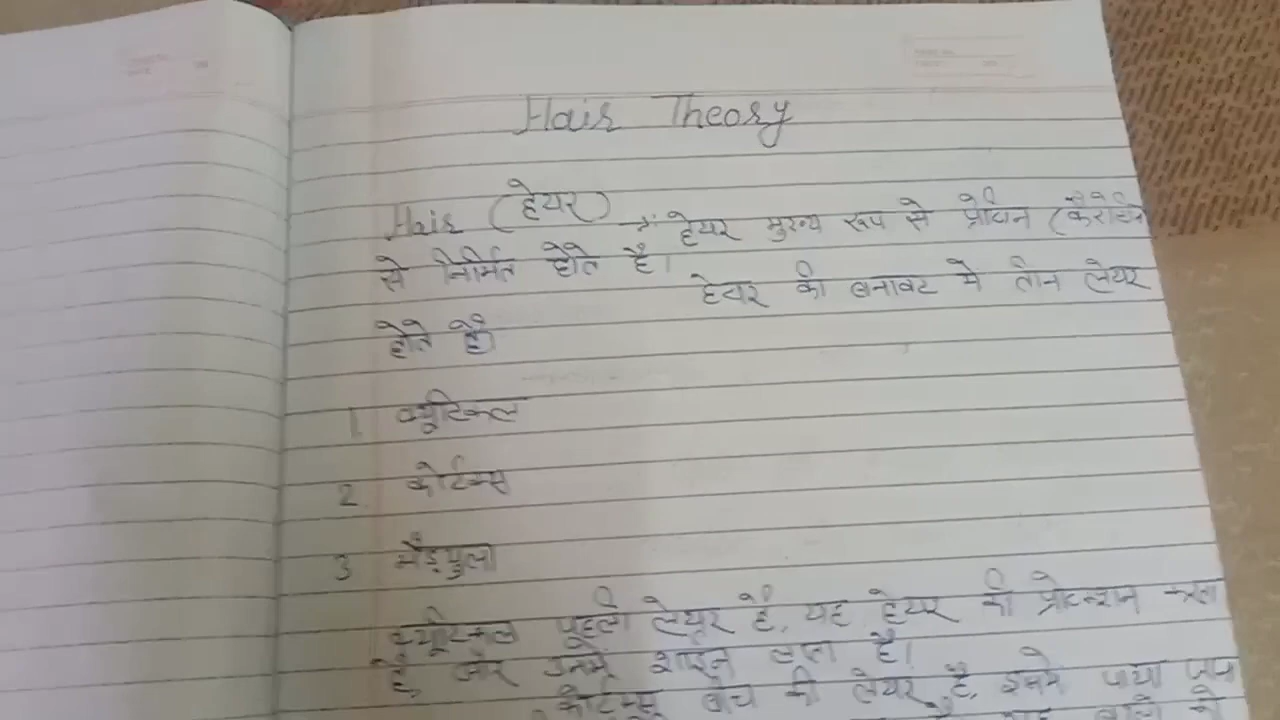 Hair Theory
Hair (हेयर) → हेयर मुख्य रूप से प्रोटीन (केराटिन
से निर्मित होते है।
हेयर की बनावट मे तीन लेयर
होते है।
1 क्यूटिकल
2 कोर्टेक्स
3 मैड्युला
क्यूटिकल पहली लेयर है, यह हेयर की प्रोटेक्शन करता
है, और उनमें शाईन लाता है।
कोर्टेक्स बीच की लेयर है, इसमे पाया जाता